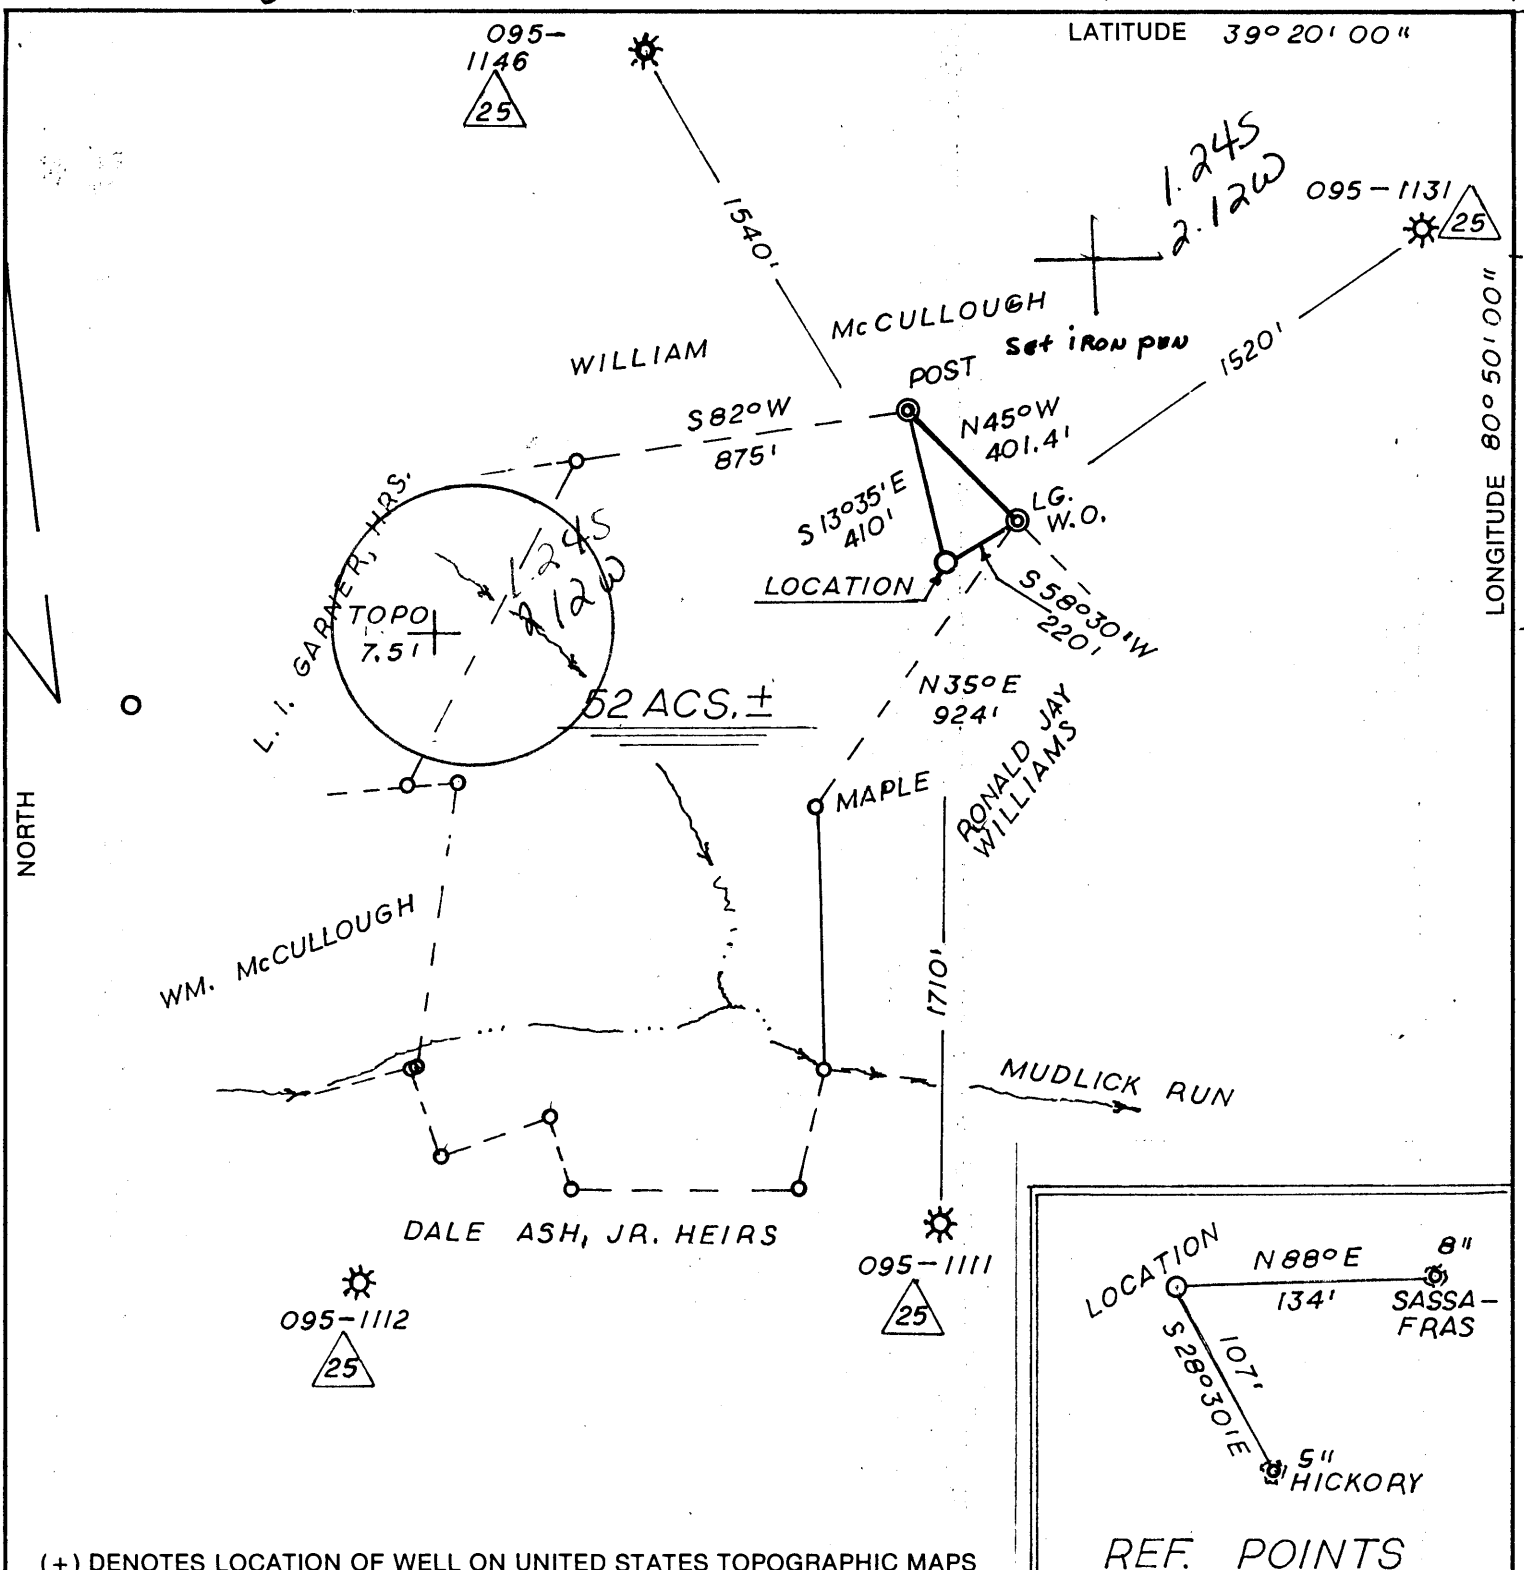 LATITUDE 39° 20' 00"
095-
1146
25
1.24S
2.12W
095-1131
25
1540'
McCULLOUGH
WILLIAM
Set iRON pEN
1520'
POST
LONGITUDE 80° 50' 00"
S82°W
875'
N45°W
401.4'
L. I. GARNER, HRS.
S13°35'E
410'
LG.
W.O.
1.24S
2.12W
LOCATION
S58°30'W
220'
TOPO
7.5'
52 ACS.±
N35°E
924'
RONALD JAY
WILLIAMS
MAPLE
NORTH
WM. McCULLOUGH
1710'
MUDLICK RUN
DALE ASH, JR. HEIRS
095-1111
25
095-1112
25
LOCATION
N88°E
134'
8"
SASSA-
FRAS
107'
S28°30'E
5"
HICKORY
REF. POINTS
(+) DENOTES LOCATION OF WELL ON UNITED STATES TOPOGRAPHIC MAPS